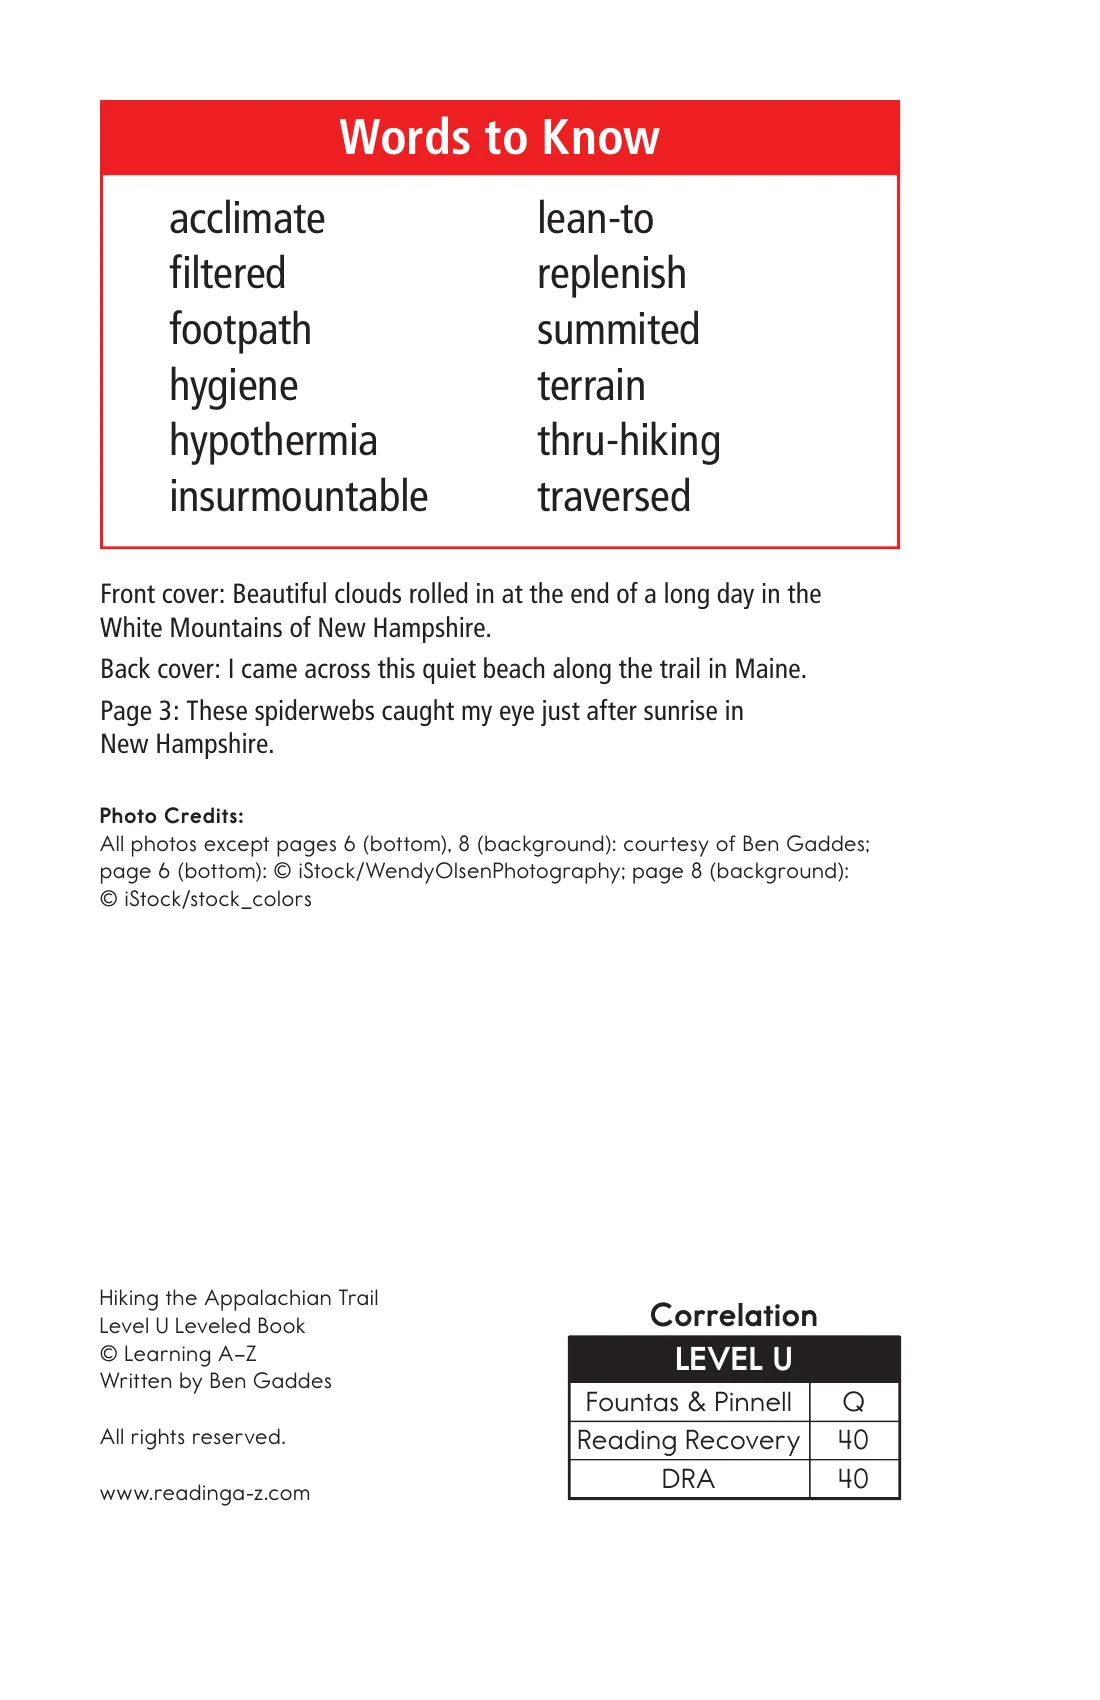 Words to Know
acclimate
filtered
footpath
hygiene
hypothermia
insurmountable
lean-to
replenish
summited
terrain
thru-hiking
traversed
Front cover: Beautiful clouds rolled in at the end of a long day in the
White Mountains of New Hampshire.
Back cover: I came across this quiet beach along the trail in Maine.
Page 3: These spiderwebs caught my eye just after sunrise in
New Hampshire.
Photo Credits:
All photos except pages 6 (bottom), 8 (background): courtesy of Ben Gaddes;
page 6 (bottom): © iStock/WendyOlsenPhotography; page 8 (background):
© iStock/stock_colors
Hiking the Appalachian Trail
Level U Leveled Book
© Learning A–Z
Written by Ben Gaddes
All rights reserved.
www.readinga-z.com
Correlation
LEVEL U
Fountas & Pinnell Q
Reading Recovery 40
DRA 40